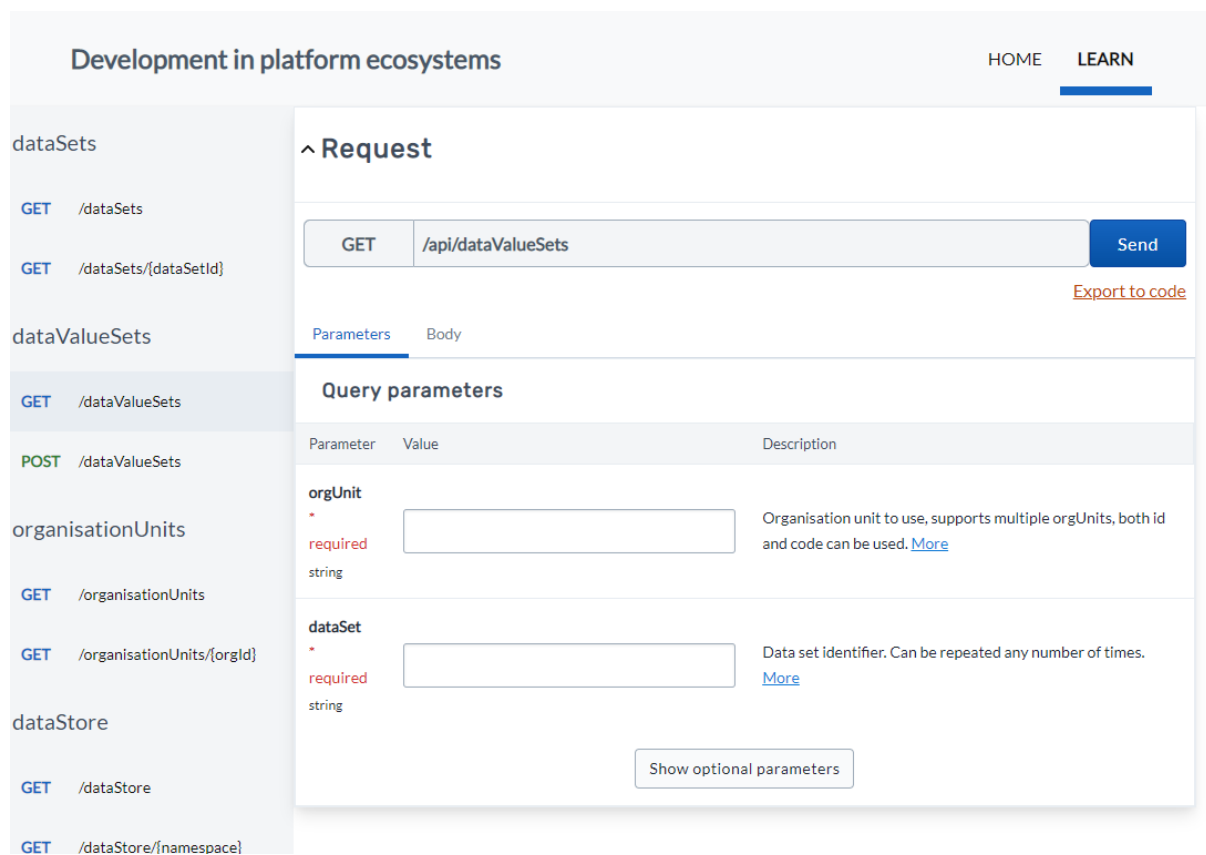 Development in platform ecosystems
HOME
LEARN
dataSets
GET /dataSets
GET /dataSets/{dataSetId}
dataValueSets
GET /dataValueSets
POST /dataValueSets
organisationUnits
GET /organisationUnits
GET /organisationUnits/{orgId}
dataStore
GET /dataStore
GET /dataStore/{namespace}
Request
GET /api/dataValueSets Send
Export to code
Parameters Body
Query parameters
Parameter Value Description
orgUnit
*
required
string
Organisation unit to use, supports multiple orgUnits, both id
and code can be used. More
dataSet
*
required
string
Data set identifier. Can be repeated any number of times.
More
Show optional parameters